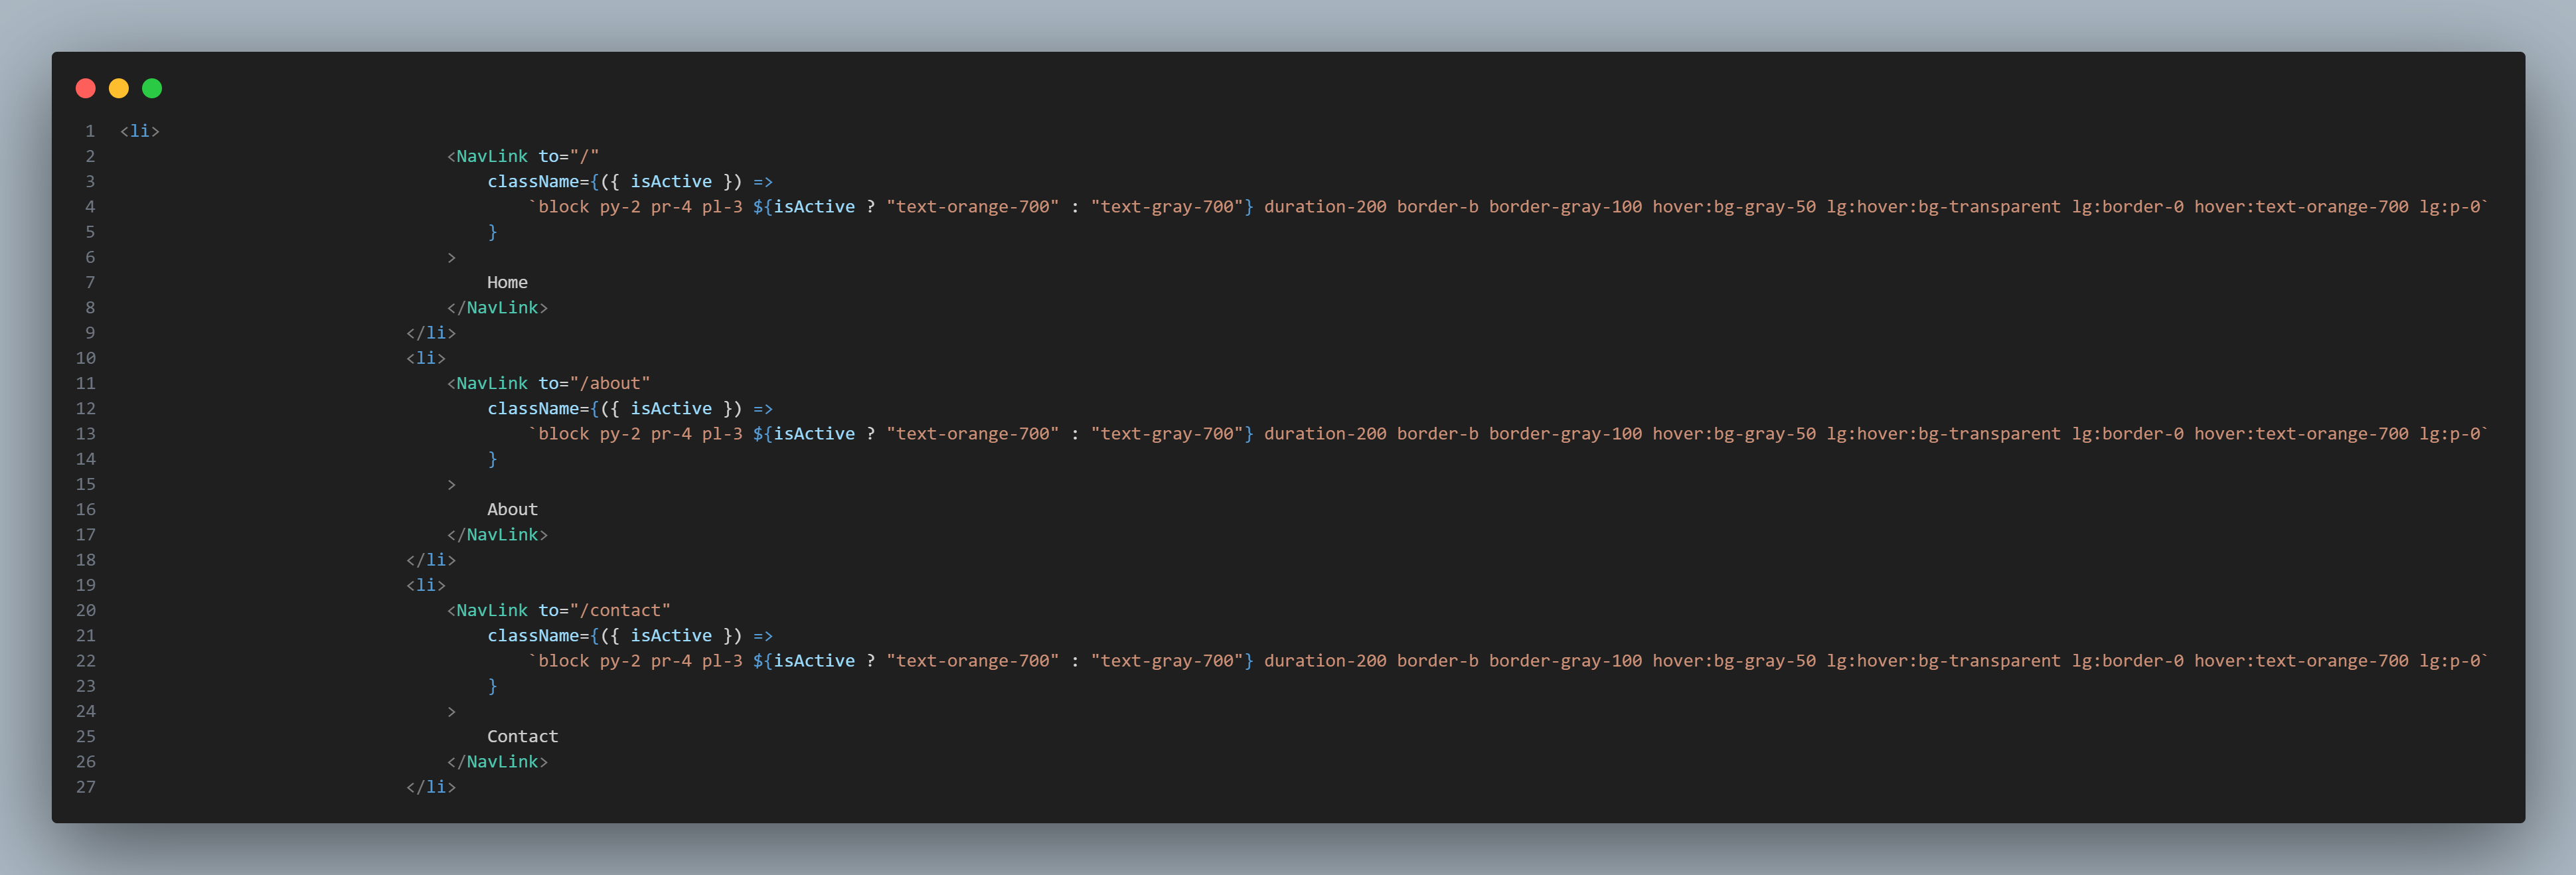 1 <li>
2 <NavLink to="/"
3 className={({ isActive }) =>
4 `block py-2 pr-4 pl-3 ${isActive ? "text-orange-700" : "text-gray-700"} duration-200 border-b border-gray-100 hover:bg-gray-50 lg:hover:bg-transparent lg:border-0 hover:text-orange-700 lg:p-0`
5 }
6 >
7 Home
8 </NavLink>
9 </li>
10 <li>
11 <NavLink to="/about"
12 className={({ isActive }) =>
13 `block py-2 pr-4 pl-3 ${isActive ? "text-orange-700" : "text-gray-700"} duration-200 border-b border-gray-100 hover:bg-gray-50 lg:hover:bg-transparent lg:border-0 hover:text-orange-700 lg:p-0`
14 }
15 >
16 About
17 </NavLink>
18 </li>
19 <li>
20 <NavLink to="/contact"
21 className={({ isActive }) =>
22 `block py-2 pr-4 pl-3 ${isActive ? "text-orange-700" : "text-gray-700"} duration-200 border-b border-gray-100 hover:bg-gray-50 lg:hover:bg-transparent lg:border-0 hover:text-orange-700 lg:p-0`
23 }
24 >
25 Contact
26 </NavLink>
27 </li>